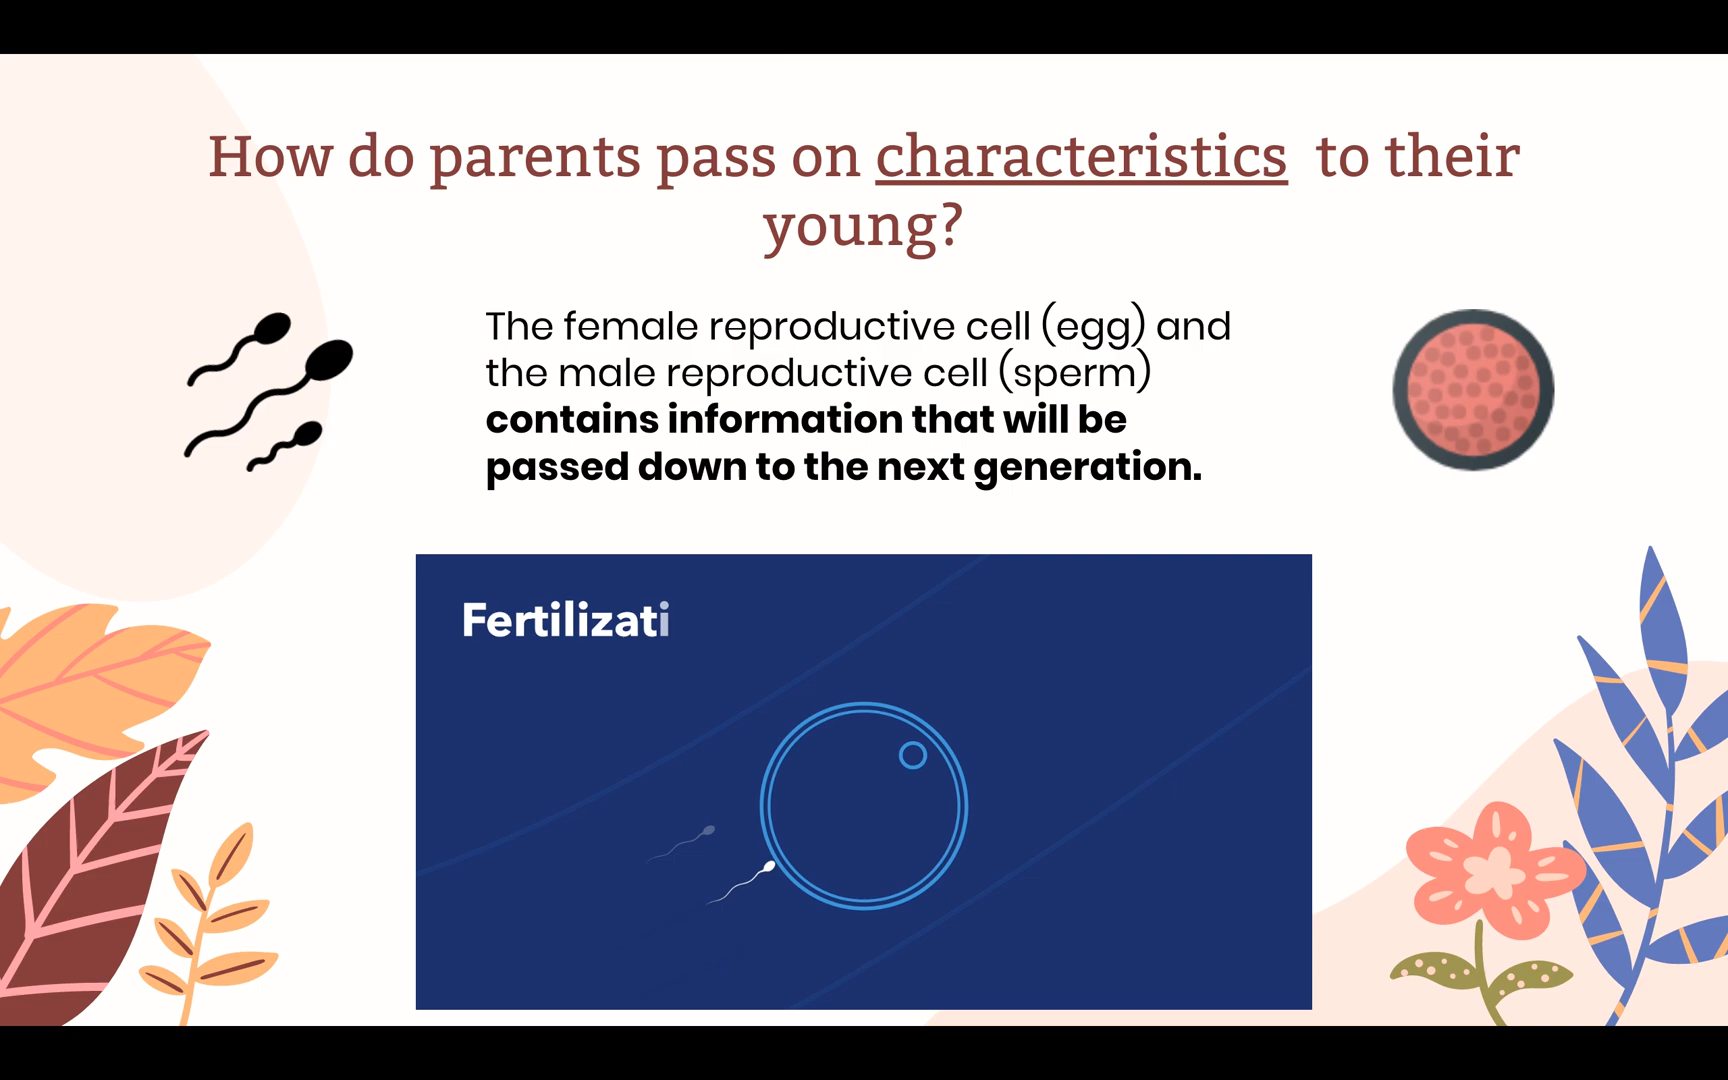 How do parents pass on characteristics to their
young?
The female reproductive cell (egg) and
the male reproductive cell (sperm)
contains information that will be
passed down to the next generation.
Fertilizati